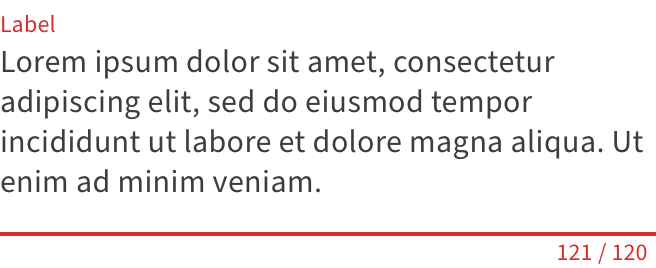 Label
Lorem ipsum dolor sit amet, consectetur
adipiscing elit, sed do eiusmod tempor
incididunt ut labore et dolore magna aliqua. Ut
enim ad minim veniam.
121 / 120